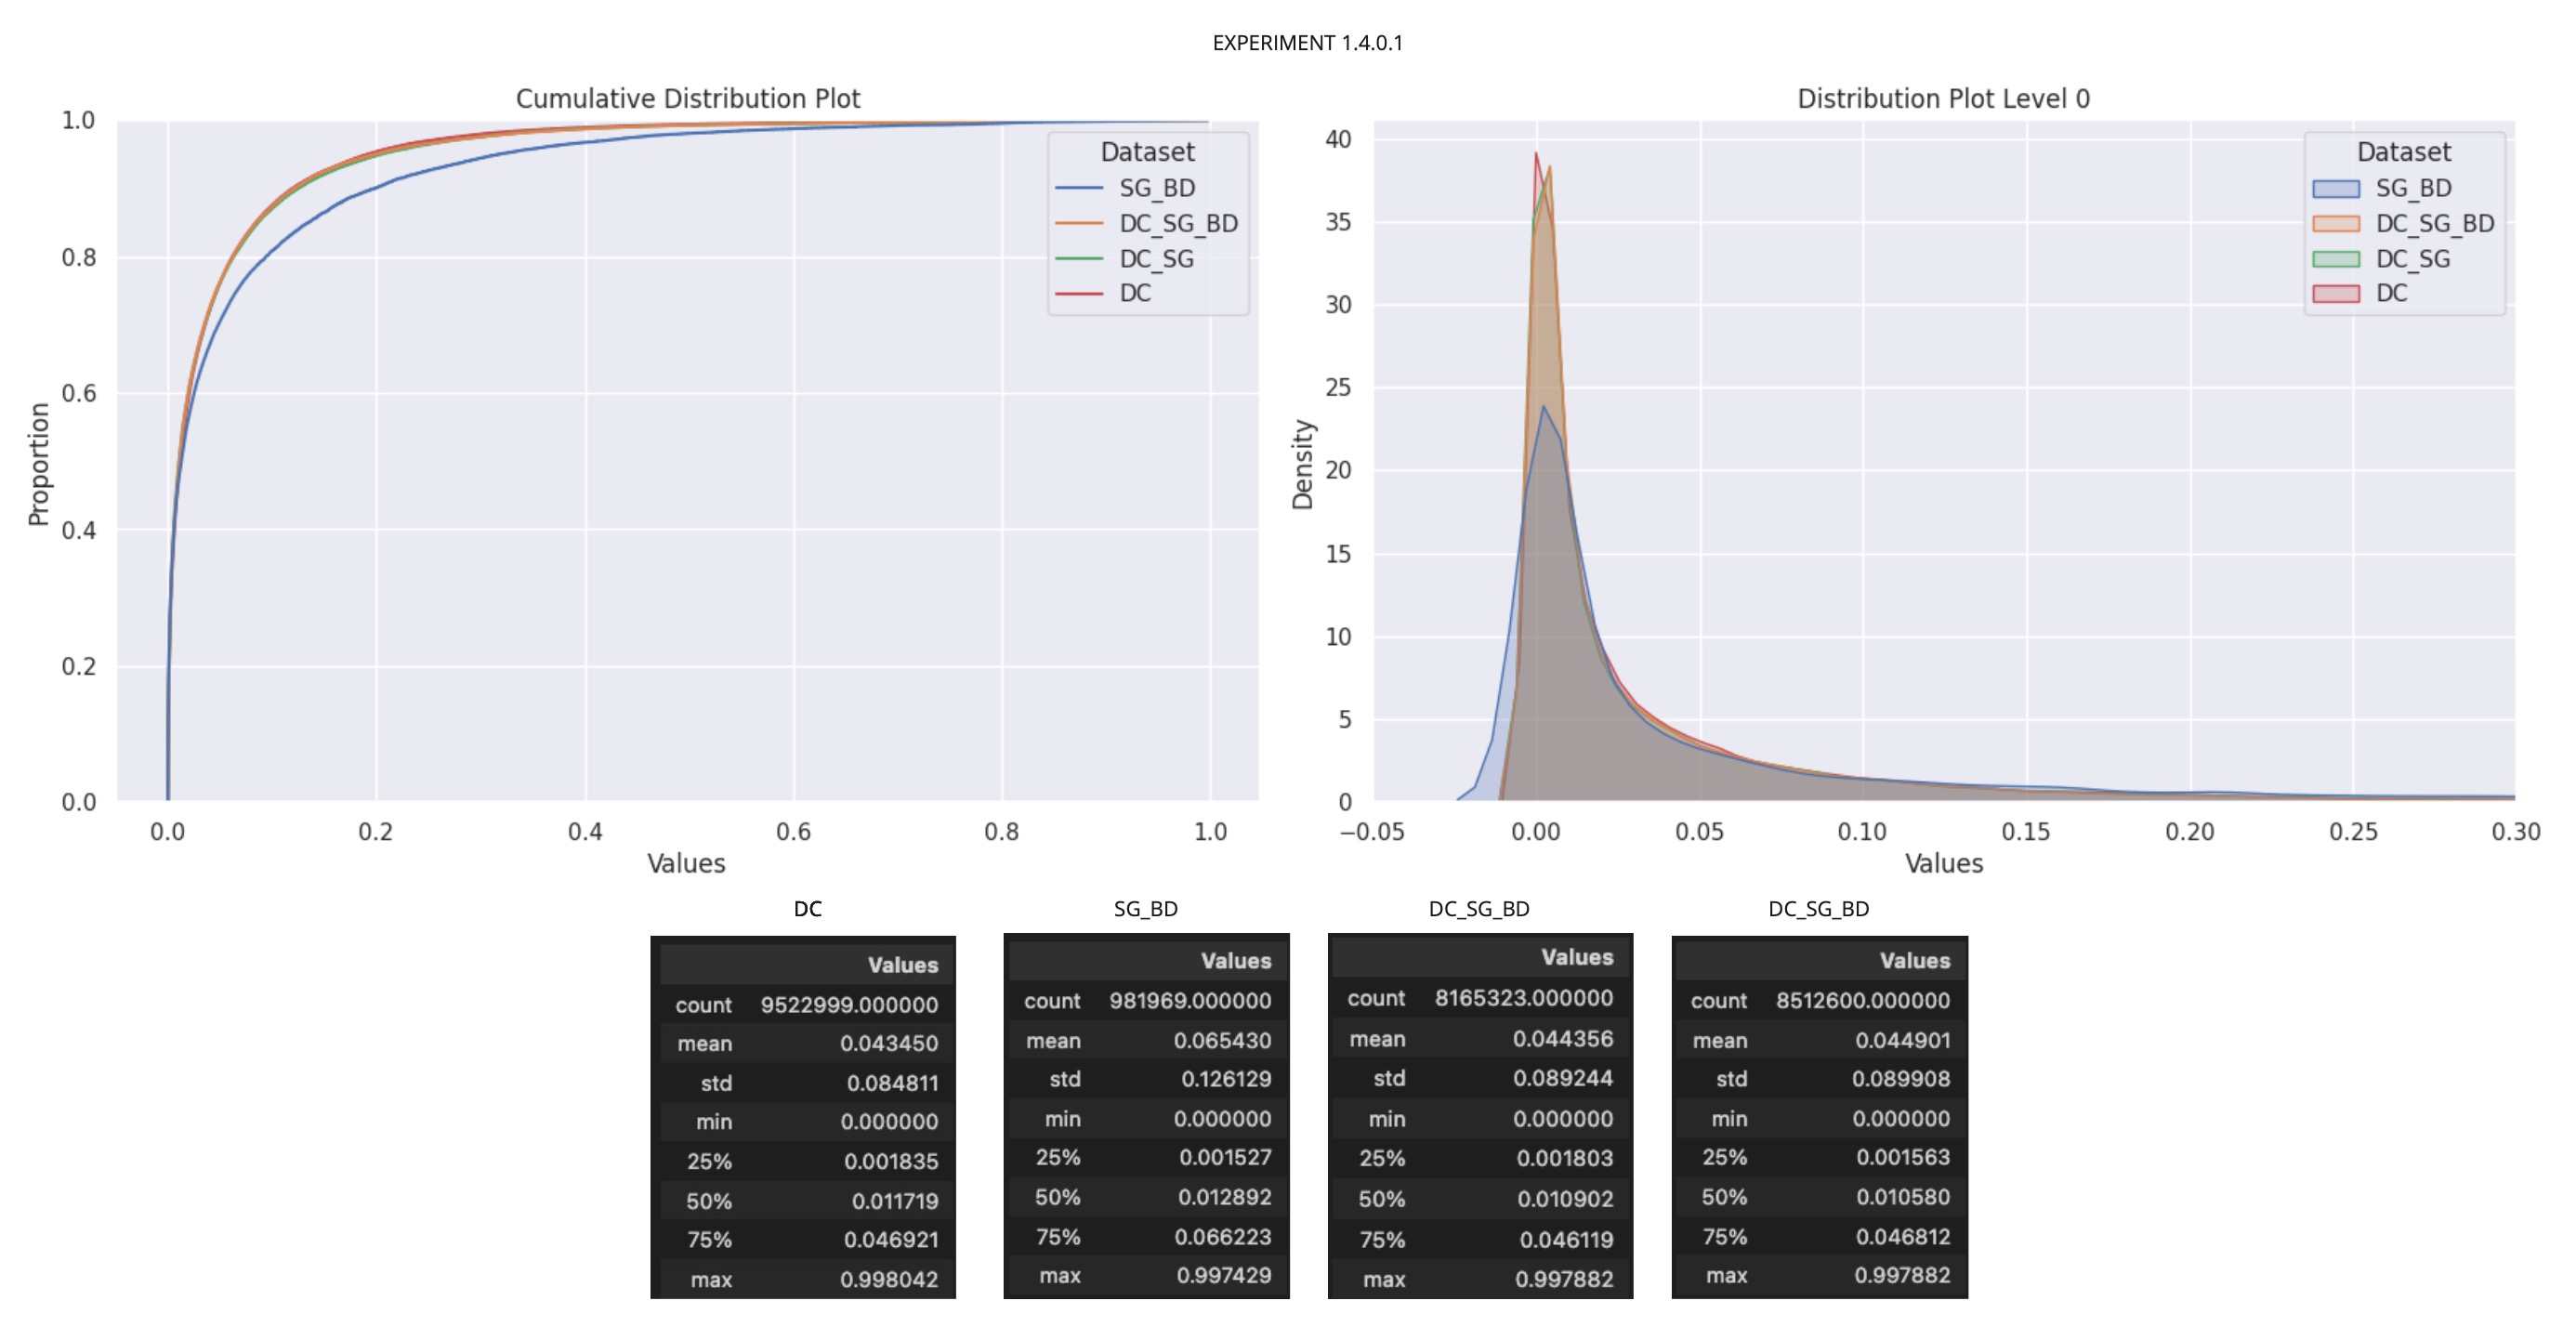 EXPERIMENT 1.4.0.1
Cumulative Distribution Plot
1.0
0.8
0.6
0.4
0.2
0.0
Proportion
0.0 0.2 0.4 0.6 0.8 1.0
Values
Dataset
SG_BD
DC_SG_BD
DC_SG
DC
Distribution Plot Level 0
40
35
30
25
20
15
10
5
0
Density
−0.05 0.00 0.05 0.10 0.15 0.20 0.25 0.30
Values
Dataset
SG_BD
DC_SG_BD
DC_SG
DC
DC
Values
count 9522999.000000
mean 0.043450
std 0.084811
min 0.000000
25% 0.001835
50% 0.011719
75% 0.046921
max 0.998042
SG_BD
Values
count 981969.000000
mean 0.065430
std 0.126129
min 0.000000
25% 0.001527
50% 0.012892
75% 0.066223
max 0.997429
DC_SG_BD
Values
count 8165323.000000
mean 0.044356
std 0.089244
min 0.000000
25% 0.001803
50% 0.010902
75% 0.046119
max 0.997882
DC_SG_BD
Values
count 8512600.000000
mean 0.044901
std 0.089908
min 0.000000
25% 0.001563
50% 0.010580
75% 0.046812
max 0.997882